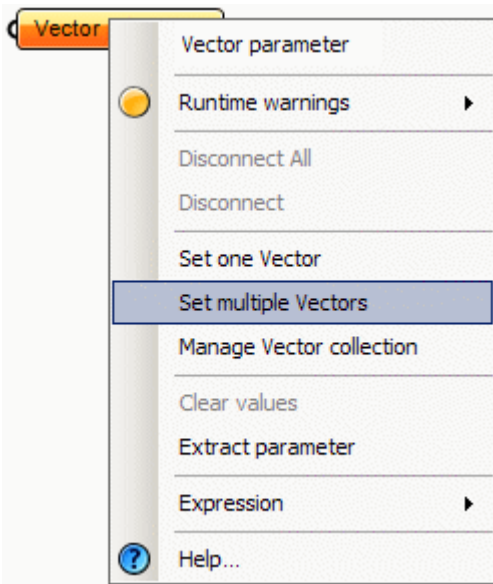 Vector
Vector parameter
Runtime warnings
Disconnect All
Disconnect
Set one Vector
Set multiple Vectors
Manage Vector collection
Clear values
Extract parameter
Expression
?
Help...